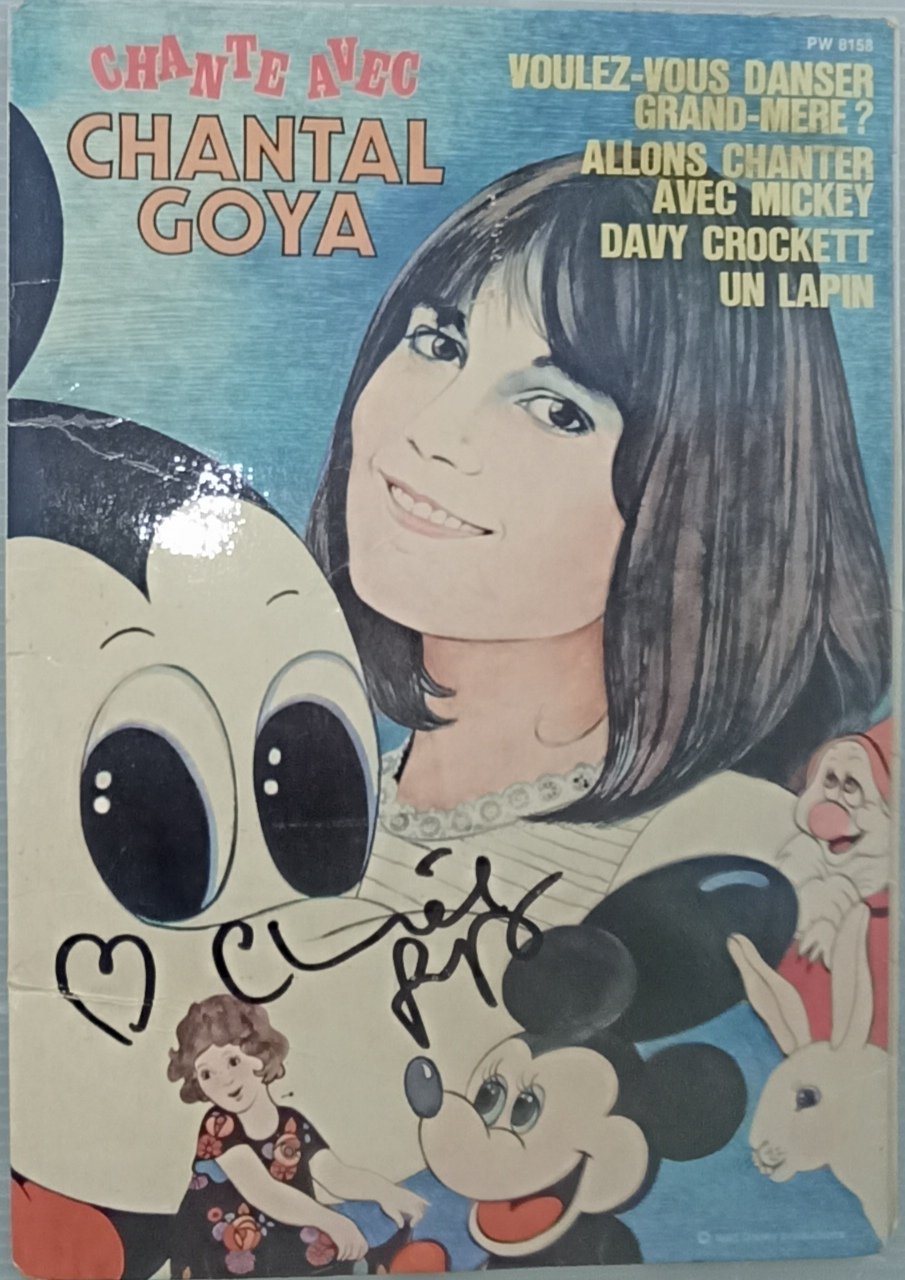 PW 8158
CHANTE AVEC
CHANTAL
GOYA
VOULEZ-VOUS DANSER
GRAND-MERE ?
ALLONS CHANTER
AVEC MICKEY
DAVY CROCKETT
UN LAPIN